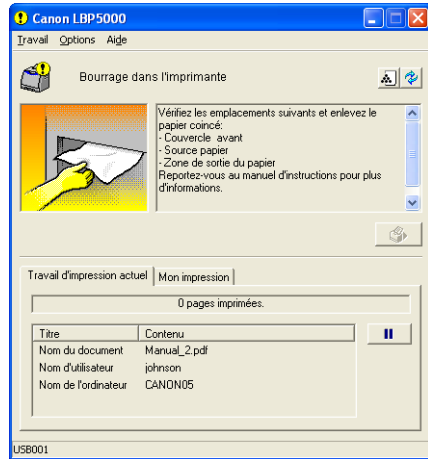 Canon LBP5000
Travail Options Aide
Bourrage dans l'imprimante
Vérifiez les emplacements suivants et enlevez le
papier coincé:
- Couvercle avant
- Source papier
- Zone de sortie du papier
Reportez-vous au manuel d'instructions pour plus
d'informations.
Travail d'impression actuel Mon impression
0 pages imprimées.
Titre Contenu
Nom du document Manual_2.pdf
Nom d'utilisateur johnson
Nom de l'ordinateur CANON05
USB001